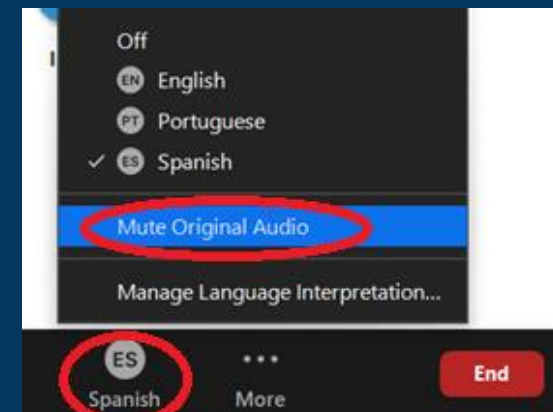 Off
EN English
PT Portuguese
ES Spanish
Mute Original Audio
Manage Language Interpretation...
ES
Spanish
More
End